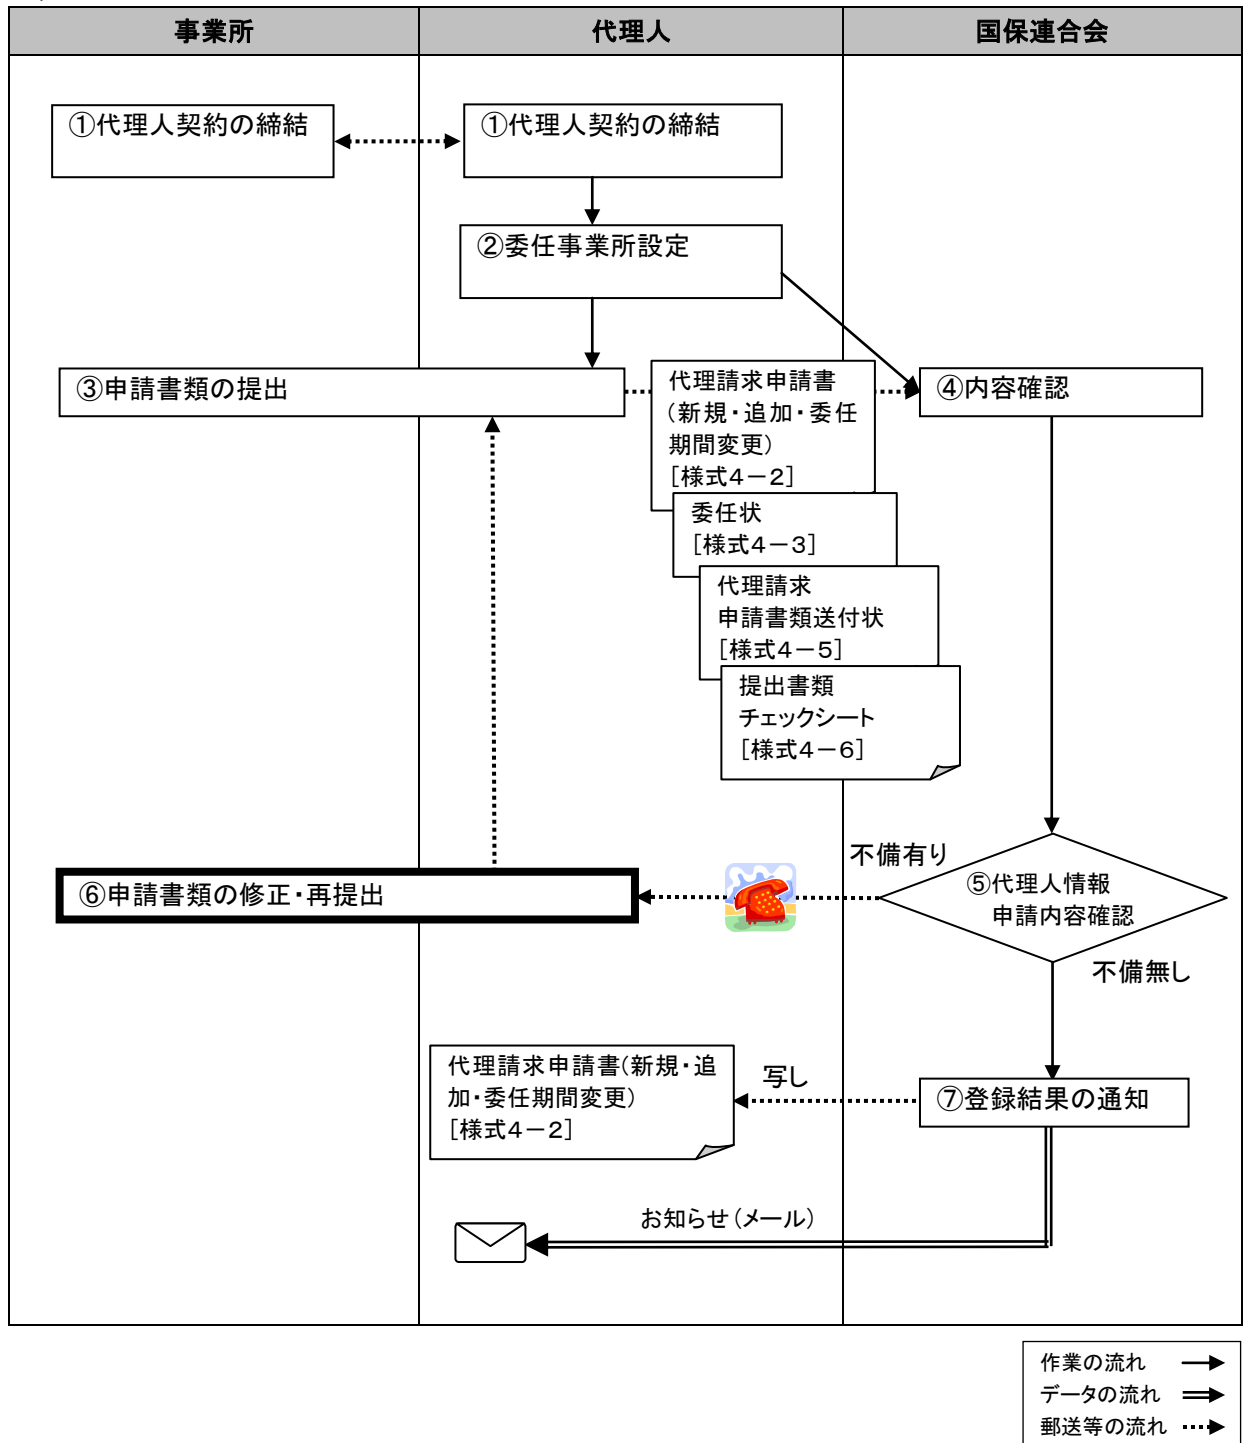 事業所
代理人
国保連合会
①代理人契約の締結
①代理人契約の締結
②委任事業所設定
③申請書類の提出
代理請求申請書
（新規・追加・委任
期間変更）
[様式４－２]
④内容確認
委任状
[様式４－３]
代理請求
申請書類送付状
[様式４－５]
提出書類
チェックシート
[様式４－６]
不備有り
⑤代理人情報
申請内容確認
⑥申請書類の修正・再提出
不備無し
代理請求申請書（新規・追
加・委任期間変更）
[様式４－２]
写し
⑦登録結果の通知
お知らせ（メール）
作業の流れ
データの流れ
郵送等の流れ